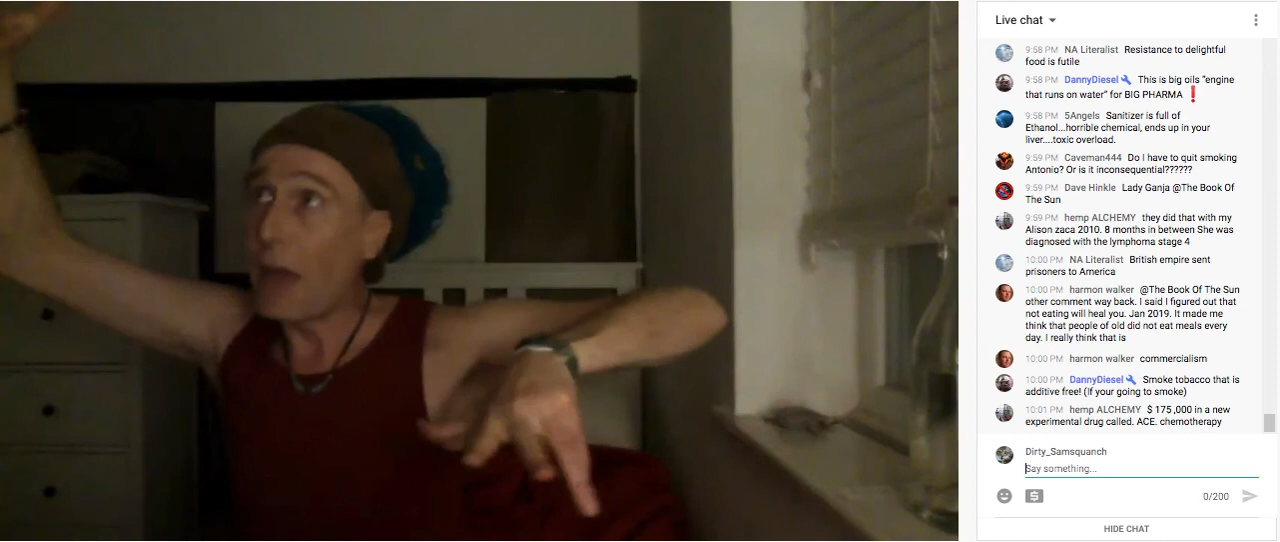 Live chat
9:58 PM NA Literalist Resistance to delightful
food is futile
9:58 PM DannyDiesel This is big oils "engine
that runs on water" for BIG PHARMA ❗
9:58 PM 5Angels Sanitizer is full of
Ethanol...horrible chemical, ends up in your
liver....toxic overload.
9:59 PM Caveman444 Do I have to quit smoking
Antonio? Or is it inconsequential??????
9:59 PM Dave Hinkle Lady Ganja @The Book Of
The Sun
9:59 PM hemp ALCHEMY they did that with my
Alison zaca 2010. 8 months in between She was
diagnosed with the lymphoma stage 4
10:00 PM NA Literalist British empire sent
prisoners to America
10:00 PM harmon walker @The Book Of The Sun
other comment way back. I said I figured out that
not eating will heal you. Jan 2019. It made me
think that people of old did not eat meals every
day. I really think that is
10:00 PM harmon walker commercialism
10:00 PM DannyDiesel Smoke tobacco that is
additive free! (If your going to smoke)
10:01 PM hemp ALCHEMY $ 175,000 in a new
experimental drug called. ACE. chemotherapy
Dirty_Samsquanch
Say something...
0/200
HIDE CHAT